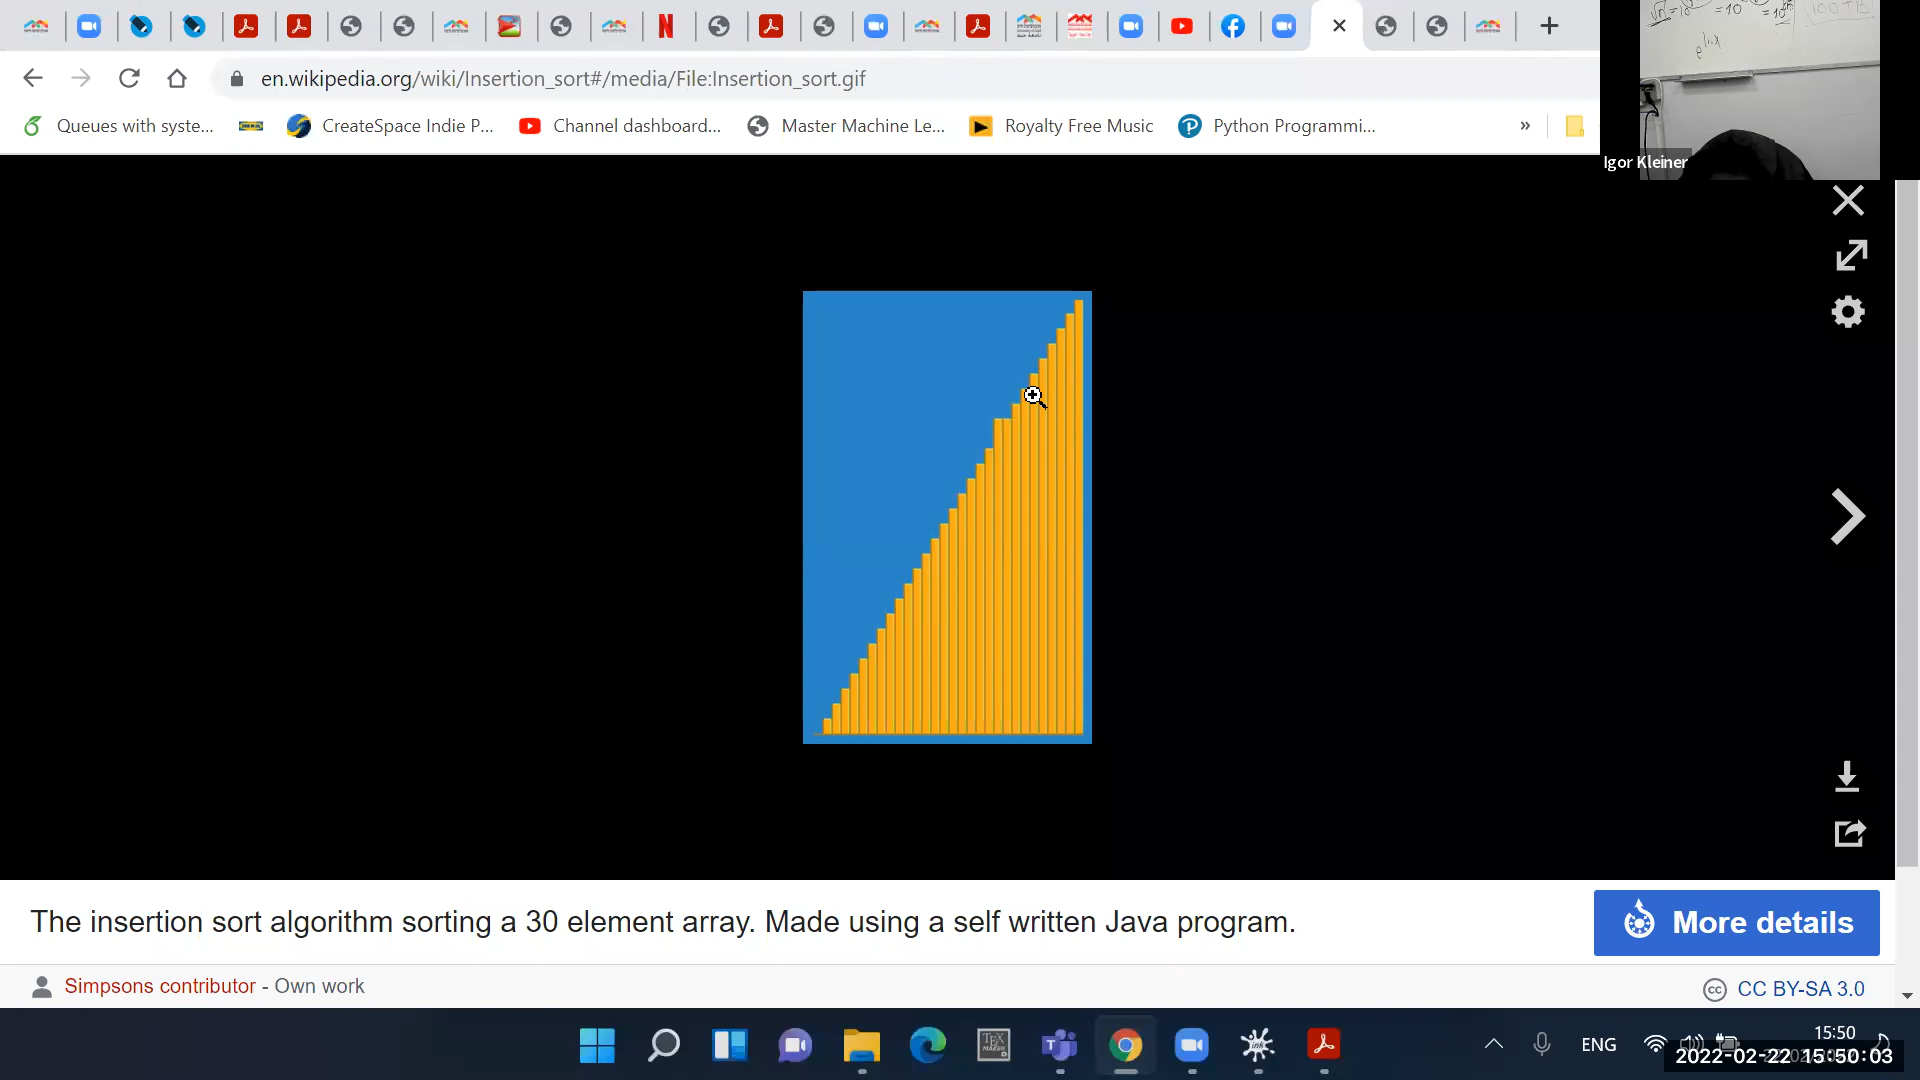 en.wikipedia.org/wiki/Insertion_sort#/media/File:Insertion_sort.gif
Queues with syste...
CreateSpace Indie P...
Channel dashboard...
Master Machine Le...
Royalty Free Music
Python Programmi...
»
Igor Kleiner
The insertion sort algorithm sorting a 30 element array. Made using a self written Java program.
More details
Simpsons contributor - Own work
CC BY-SA 3.0
ENG
15:50
2022-02-22 15:50:03